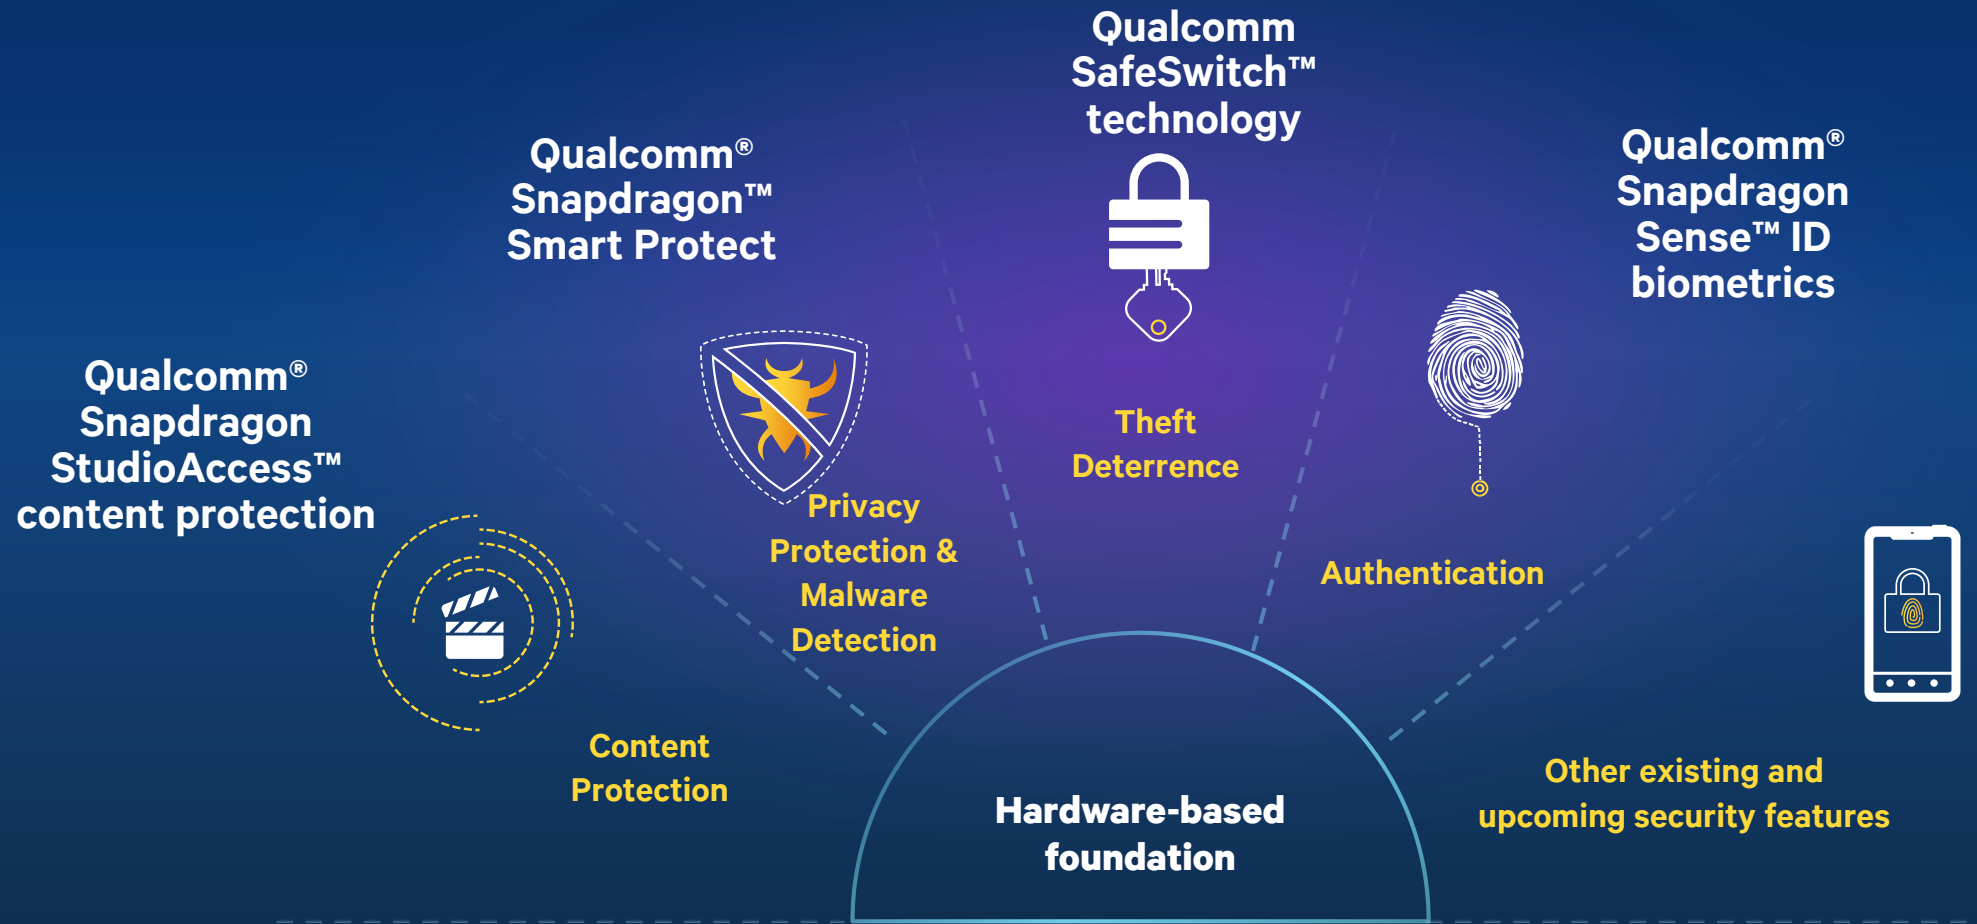 Qualcomm®
Snapdragon
StudioAccess™
content protection
Content
Protection
Qualcomm®
Snapdragon™
Smart Protect
Privacy
Protection &
Malware
Detection
Qualcomm
SafeSwitch™
technology
Theft
Deterrence
Qualcomm®
Snapdragon
Sense™ ID
biometrics
Authentication
Other existing and
upcoming security features
Hardware-based
foundation